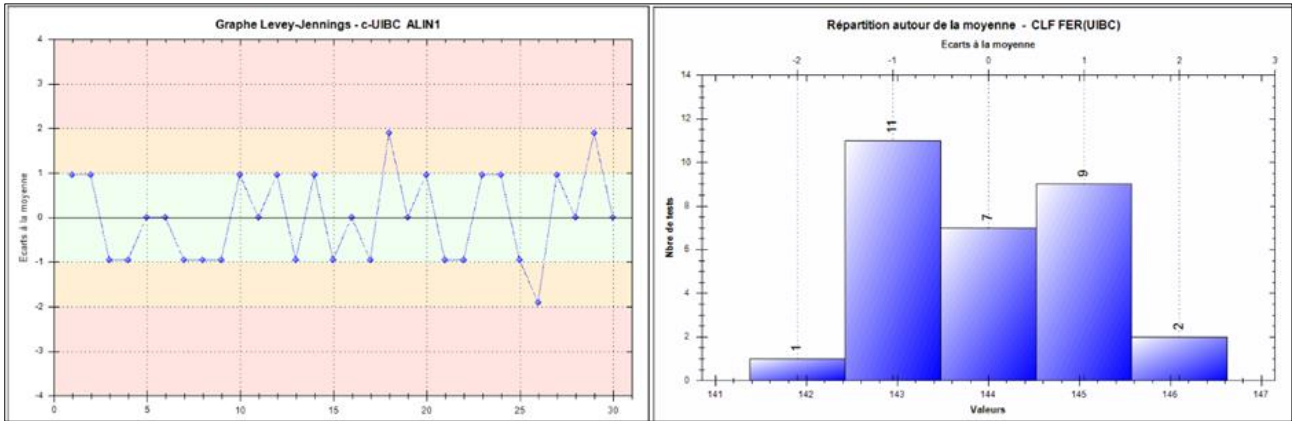 Graphe Levey-Jennings - c-UIBC ALIN1
Ecarts à la moyenne
4
3
2
1
0
-1
-2
-3
-4
0 5 10 15 20 25 30
Répartition autour de la moyenne - CLF FER(UIBC)
Ecarts à la moyenne
-2 -1 0 1 2 3
Nbre de tests
14
12
10
8
6
4
2
0
1
11
7
9
2
141 142 143 144 145 146 147
Valeurs